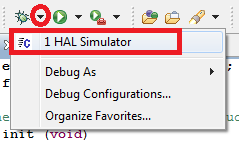 1 HAL Simulator
Debug As
Debug Configurations...
Organize Favorites...
init (void)